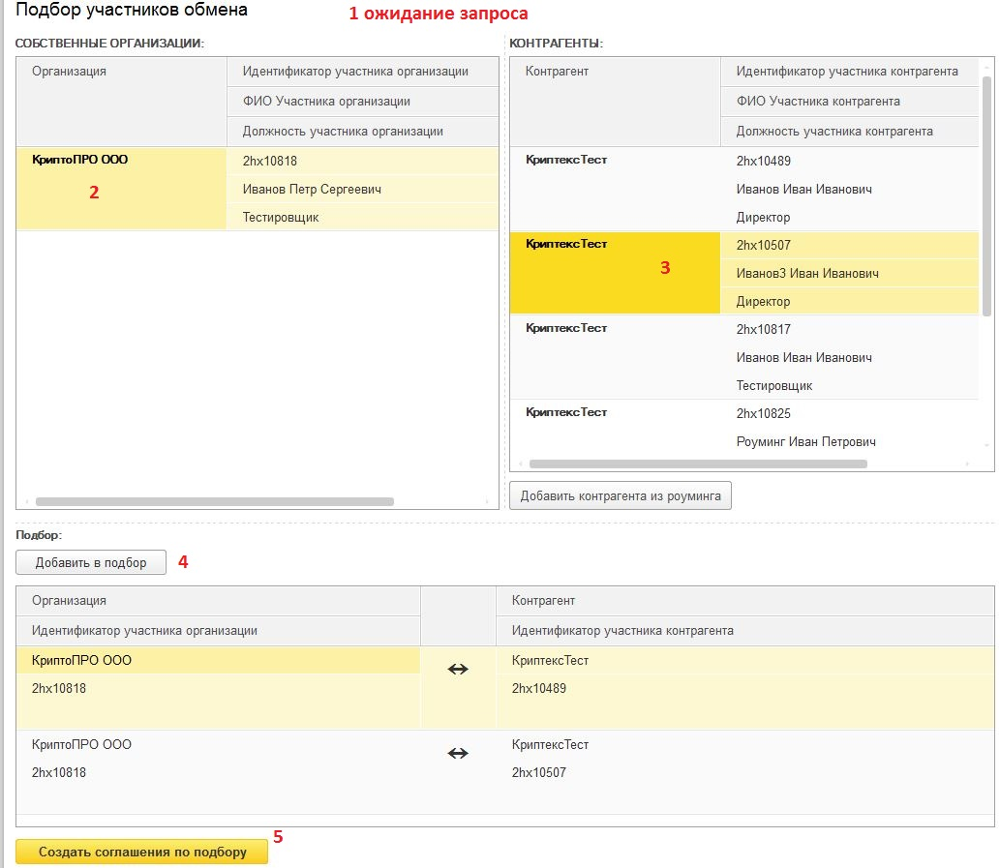 Подбор участников обмена
1 ожидание запроса
СОБСТВЕННЫЕ ОРГАНИЗАЦИИ:
Организация
Идентификатор участника организации
ФИО Участника организации
Должность участника организации
КриптоПРО ООО
2
2hx10818
Иванов Петр Сергеевич
Тестировщик
КОНТРАГЕНТЫ:
Контрагент
Идентификатор участника контрагента
ФИО Участника контрагента
Должность участника контрагента
КриптексТест
2hx10489
Иванов Иван Иванович
Директор
КриптексТест
3
2hx10507
Иванов3 Иван Иванович
Директор
КриптексТест
2hx10817
Иванов Иван Иванович
Тестировщик
КриптексТест
2hx10825
Роуминг Иван Петрович
Добавить контрагента из роуминга
Подбор:
Добавить в подбор
4
Организация
Контрагент
Идентификатор участника организации
Идентификатор участника контрагента
КриптоПРО ООО
КриптексТест
2hx10818
2hx10489
КриптоПРО ООО
КриптексТест
2hx10818
2hx10507
5
Создать соглашения по подбору